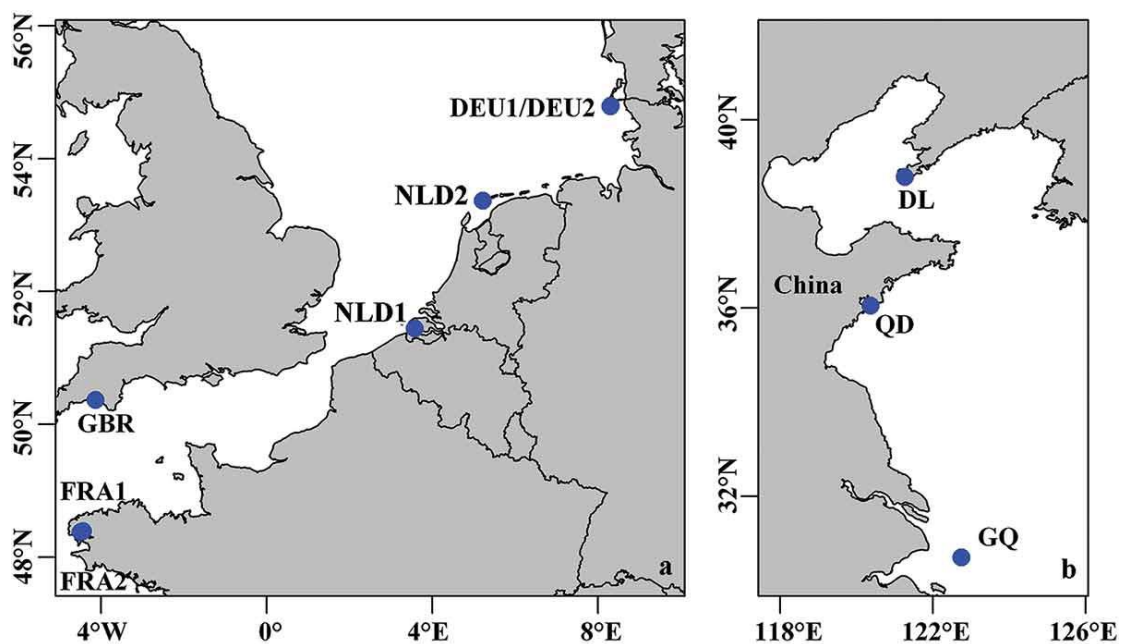 56°N
54°N
52°N
50°N
48°N
4°W
0°
4°E
8°E
DEU1/DEU2
NLD2
NLD1
GBR
FRA1
FRA2
a
40°N
36°N
32°N
118°E
122°E
126°E
DL
China
QD
GQ
b